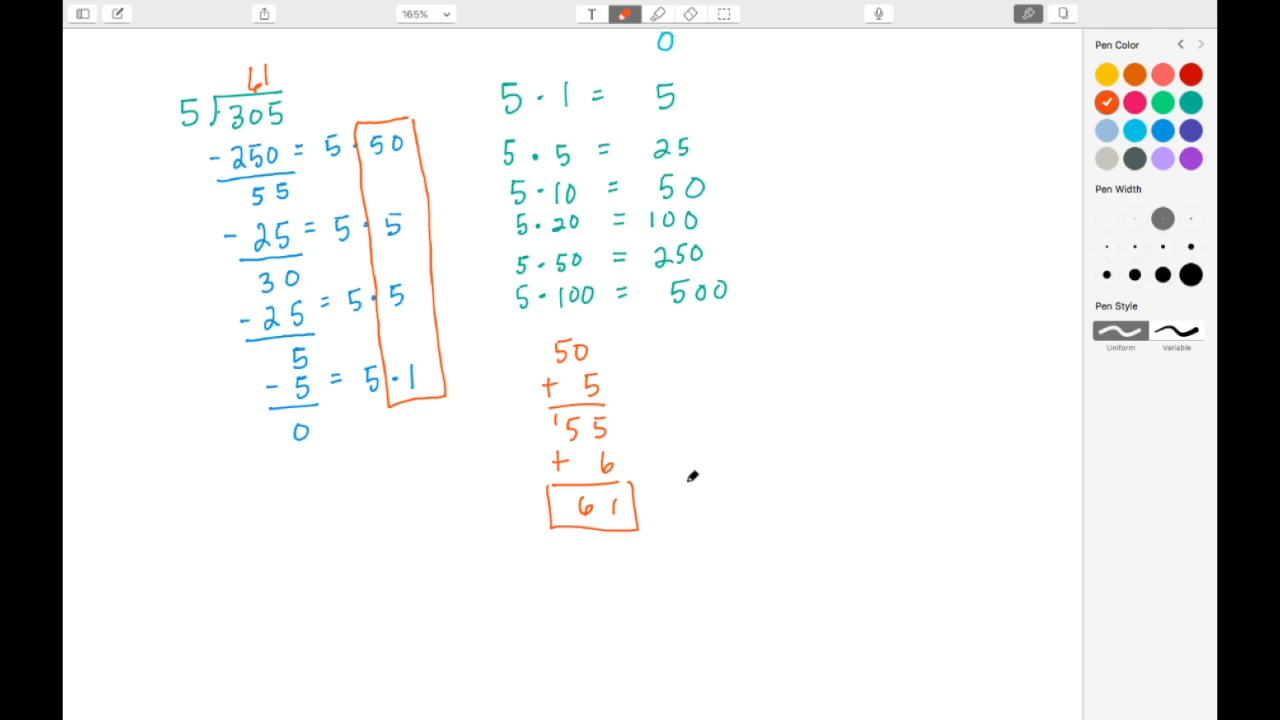 165%
T
0
61
5 305
- 250 = 5 · 50
55
- 25 = 5 · 5
30
- 25 = 5 · 5
5
- 5 = 5 · 1
0
5 · 1 = 5
5 · 5 = 25
5 · 10 = 50
5 · 20 = 100
5 · 50 = 250
5 · 100 = 500
50
+ 5
1 55
+ 6
61
Pen Color
Pen Width
Pen Style
Uniform Variable